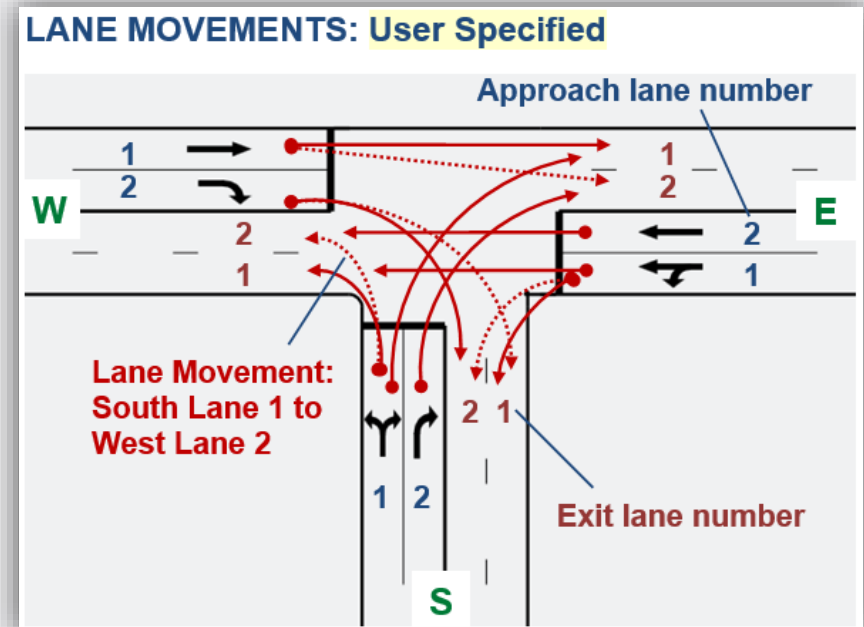 LANE MOVEMENTS: User Specified
Approach lane number
1
2
W
2
1
1
2
E
2
1
Lane Movement:
South Lane 1 to
West Lane 2
2 1
1 2
Exit lane number
S